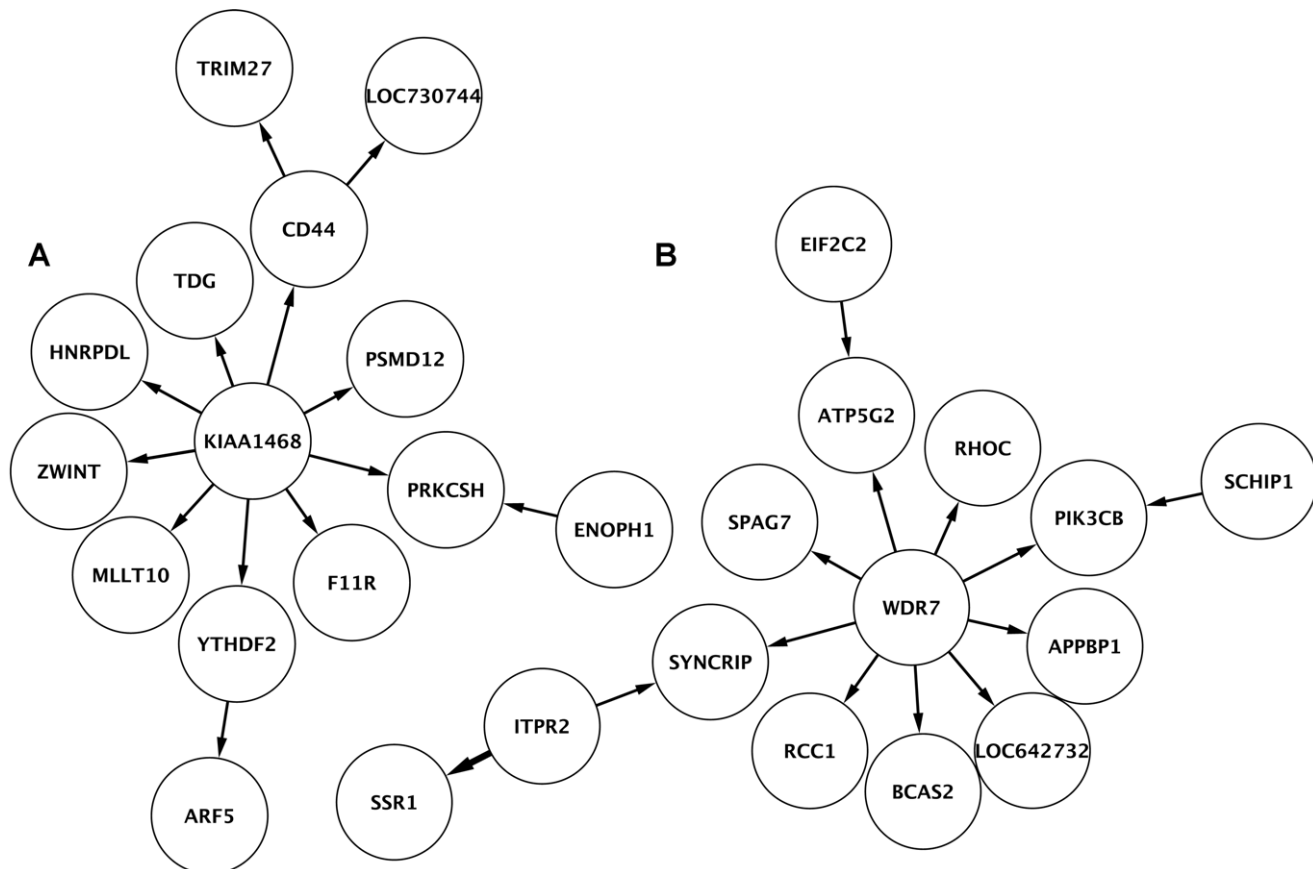 TRIM27
LOC730744
CD44
A
TDG
HNRPDL
PSMD12
KIAA1468
ZWINT
PRKCSH
ENOPH1
MLLT10
F11R
YTHDF2
ARF5
B
EIF2C2
ATP5G2
RHOC
SCHIP1
SPAG7
PIK3CB
WDR7
APPBP1
SYNCRIP
ITPR2
RCC1
LOC642732
BCAS2
SSR1